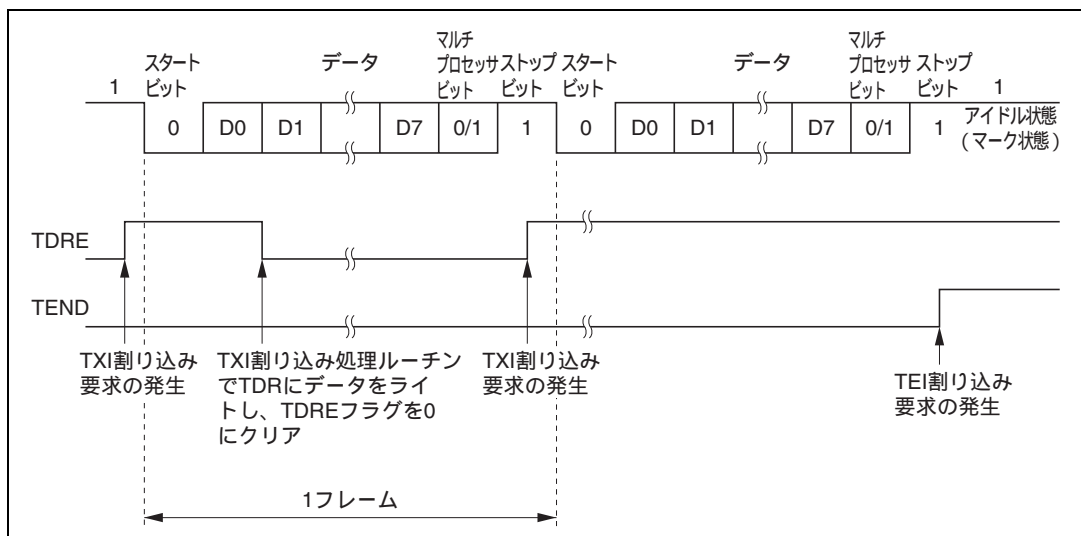 1
スタート
ビット
データ
マルチ
プロセッサ
ビット
ストップ
ビット
スタート
ビット
データ
マルチ
プロセッサ
ビット
ストップ
ビット
1
0 D0 D1 D7 0/1 1 0 D0 D1 D7 0/1 1
アイドル状態
(マーク状態)
TDRE
TEND
TXI割り込み
要求の発生
TXI割り込み処理ルーチン
でTDRにデータをライ
トし、TDREフラグを0
にクリア
TXI割り込み
要求の発生
TEI割り込み
要求の発生
1フレーム